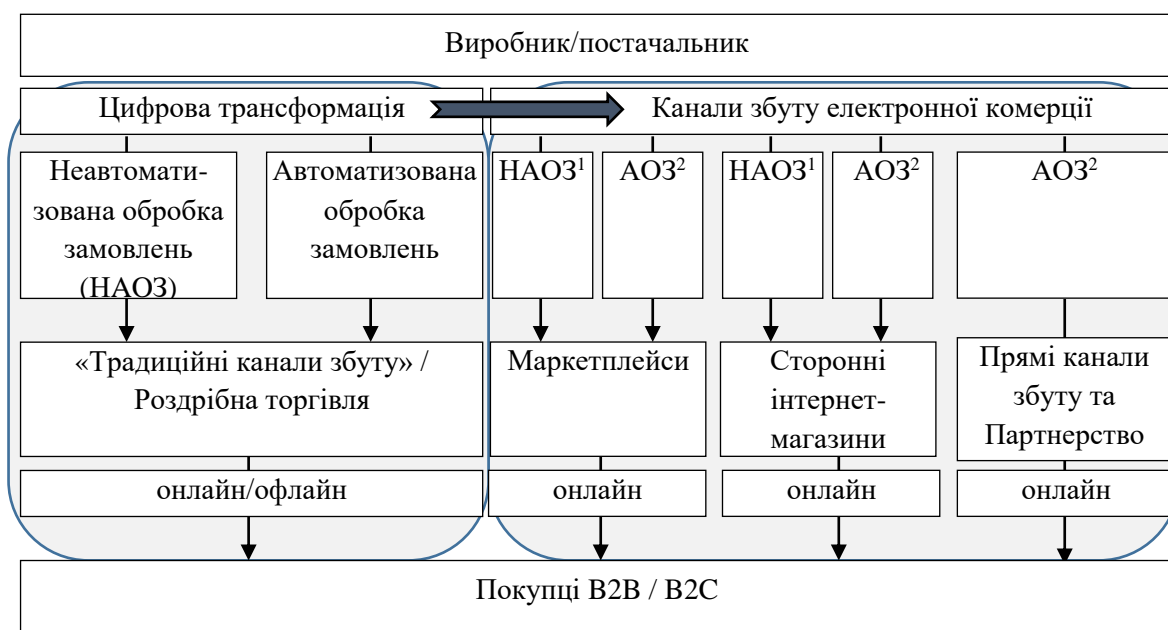 Виробник/постачальник
Цифрова трансформація
Канали збуту електронної комерції
Неавтомати-
зована обробка
замовлень
(НАОЗ)
Автоматизована
обробка
замовлень
НАОЗ¹
АОЗ²
НАОЗ¹
АОЗ²
АОЗ²
«Традиційні канали збуту» /
Роздрібна торгівля
Маркетплейси
Сторонні
інтернет-
магазини
Прямі канали
збуту та
Партнерство
онлайн/офлайн
онлайн
онлайн
онлайн
Покупці B2B / B2C